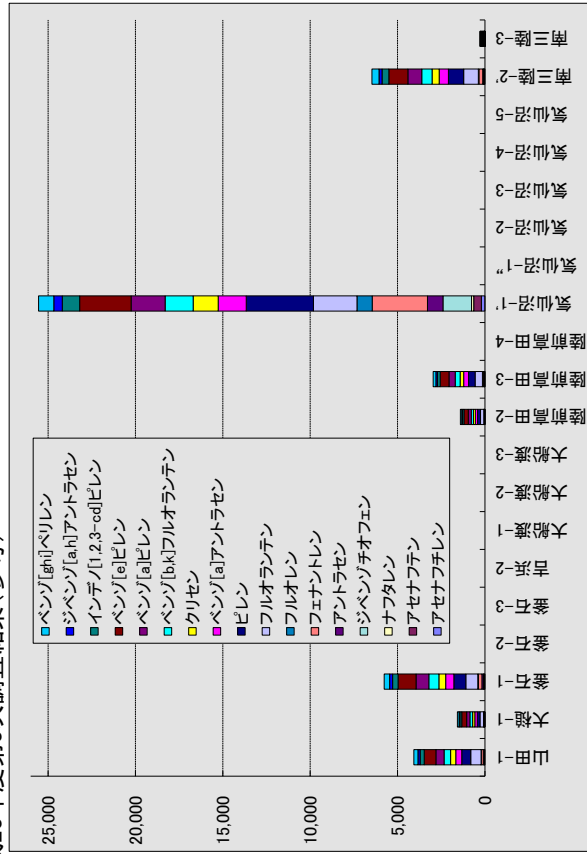 25,000
20,000
15,000
10,000
5,000
0
ベンゾ[ghi]ペリレン
ジベンゾ[a,h]アントラセン
インデノ[1,2,3-cd]ピレン
ベンゾ[e]ピレン
ベンゾ[a]ピレン
ベンゾ[b,k]フルオランテン
クリセン
ベンゾ[a]アントラセン
ピレン
フルオランテン
フルオレン
フェナントレン
アントラセン
ジベンゾチオフェン
ナフタレン
アセナフテン
アセナフチレン
山田-1
大槌-1
釜石-1
釜石-2
釜石-3
吉浜-2
大船渡-1
大船渡-2
大船渡-3
陸前高田-2
陸前高田-3
陸前高田-4
気仙沼-1'
気仙沼-1"
気仙沼-2
気仙沼-3
気仙沼-4
気仙沼-5
南三陸-2'
南三陸-3